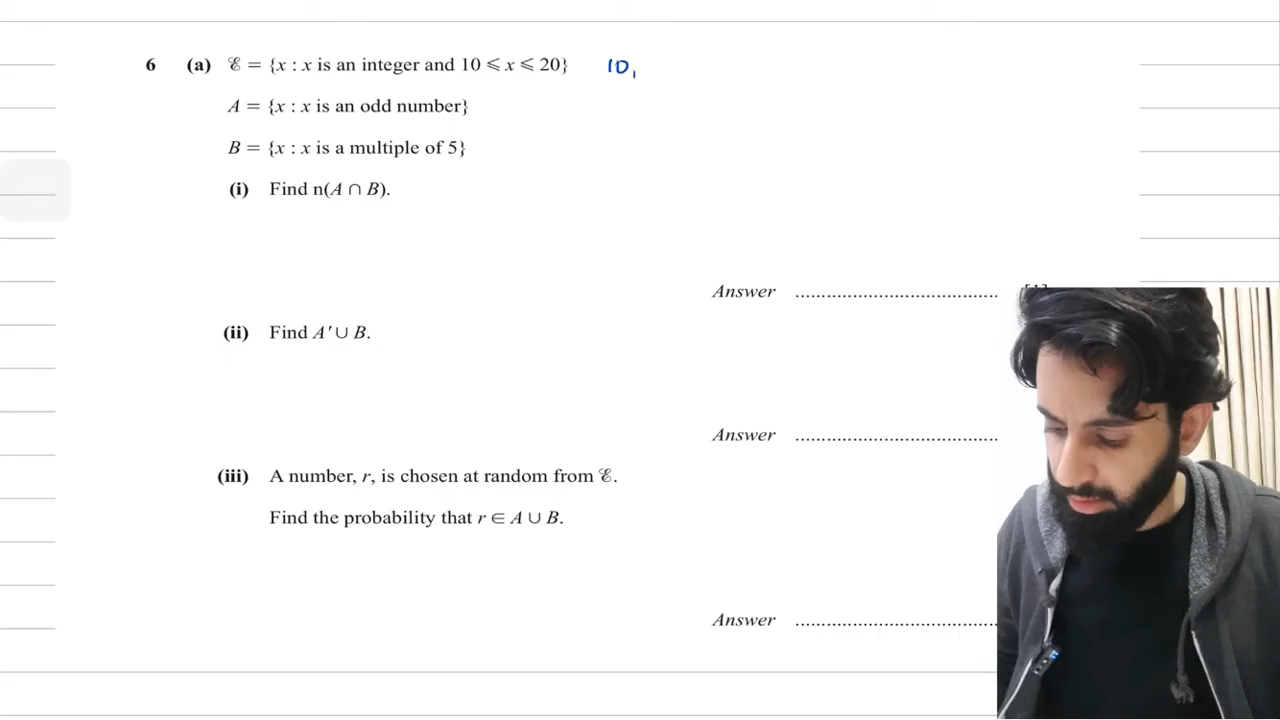 6 (a) ℰ = {x : x is an integer and 10 ⩽ x ⩽ 20} 10,
A = {x : x is an odd number}
B = {x : x is a multiple of 5}
(i) Find n(A ∩ B).
Answer ....................................... [1]
(ii) Find A′ ∪ B.
Answer .......................................
(iii) A number, r, is chosen at random from ℰ.
Find the probability that r ∈ A ∪ B.
Answer .......................................